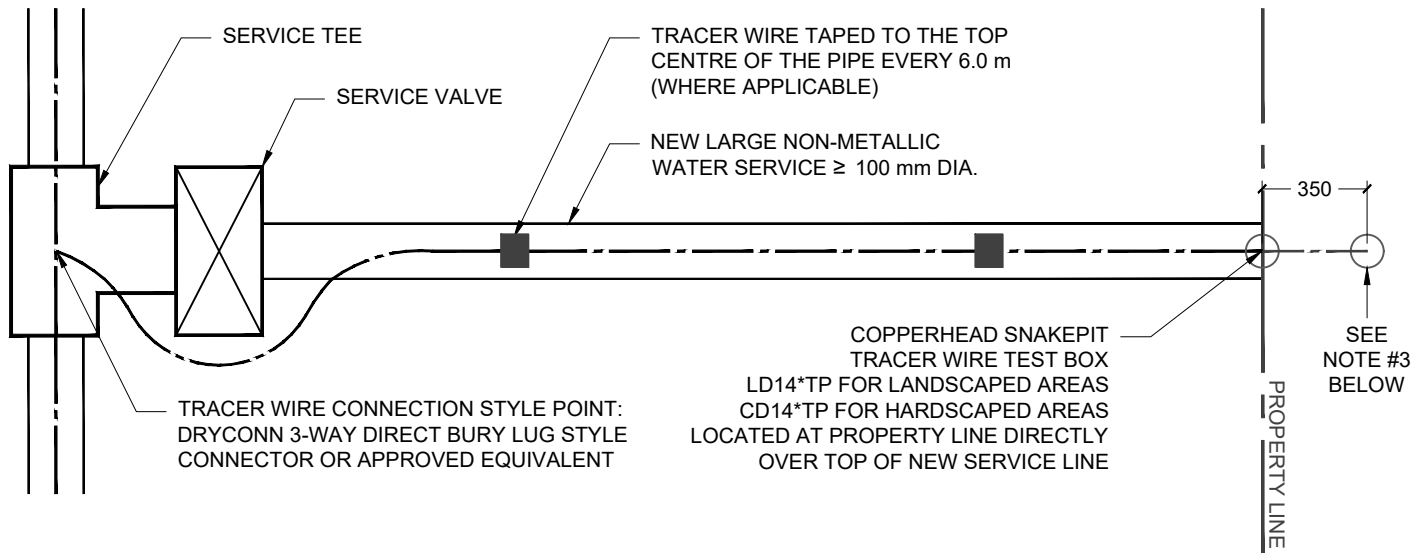 SERVICE TEE
SERVICE VALVE
TRACER WIRE TAPED TO THE TOP
CENTRE OF THE PIPE EVERY 6.0 m
(WHERE APPLICABLE)
NEW LARGE NON-METALLIC
WATER SERVICE ≥ 100 mm DIA.
350
COPPERHEAD SNAKEPIT
TRACER WIRE TEST BOX
LD14*TP FOR LANDSCAPED AREAS
CD14*TP FOR HARDSCAPED AREAS
LOCATED AT PROPERTY LINE DIRECTLY
OVER TOP OF NEW SERVICE LINE
SEE
NOTE #3
BELOW
TRACER WIRE CONNECTION STYLE POINT:
DRYCONN 3-WAY DIRECT BURY LUG STYLE
CONNECTOR OR APPROVED EQUIVALENT
PROPERTY LINE